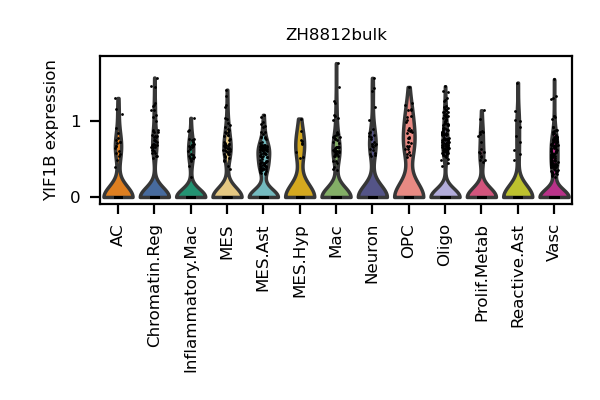 ZH8812bulk
YIF1B expression
1
0
AC
Chromatin.Reg
Inflammatory.Mac
MES
MES.Ast
MES.Hyp
Mac
Neuron
OPC
Oligo
Prolif.Metab
Reactive.Ast
Vasc